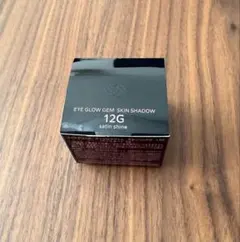 EYE GLOW GEM SKIN SHADOW
12G
satin shine